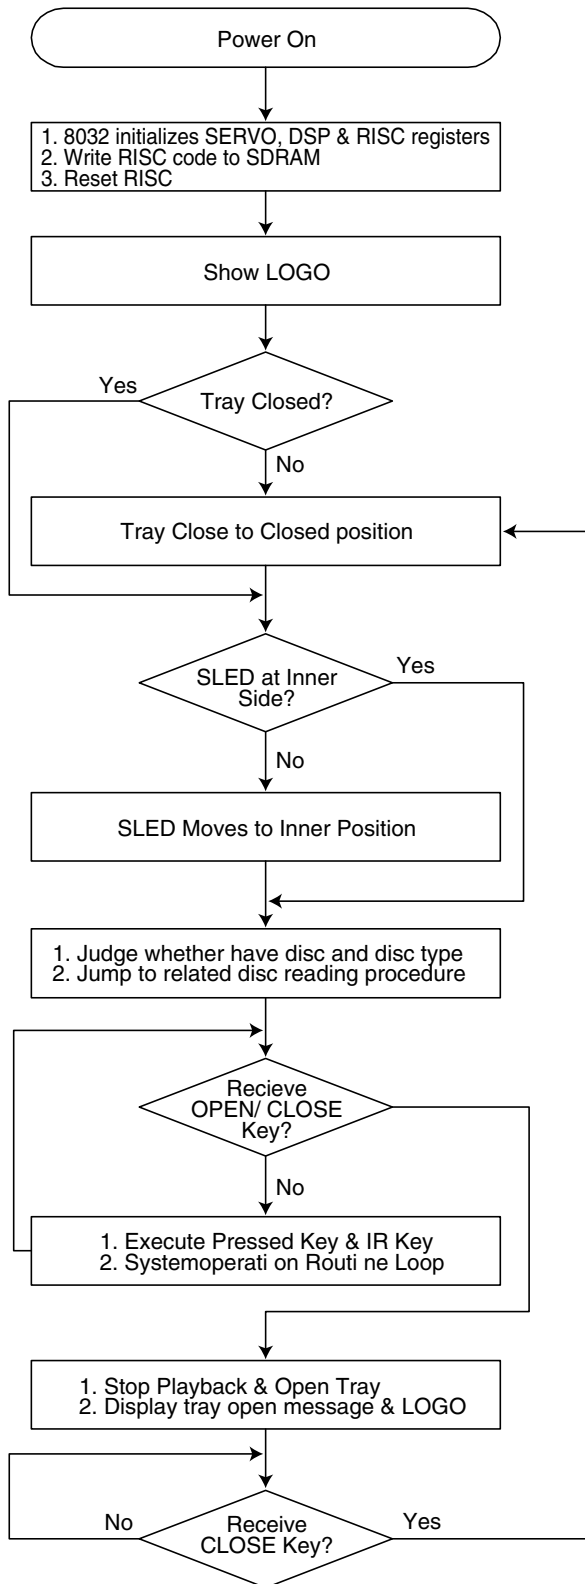 Power On
1. 8032 initializes SERVO, DSP & RISC registers
2. Write RISC code to SDRAM
3. Reset RISC
Show LOGO
Yes
Tray Closed?
No
Tray Close to Closed position
SLED at Inner
Side?
Yes
No
SLED Moves to Inner Position
1. Judge whether have disc and disc type
2. Jump to related disc reading procedure
Recieve
OPEN/ CLOSE
Key?
No
1. Execute Pressed Key & IR Key
2. Systemoperati on Routi ne Loop
1. Stop Playback & Open Tray
2. Display tray open message & LOGO
No
Receive
CLOSE Key?
Yes